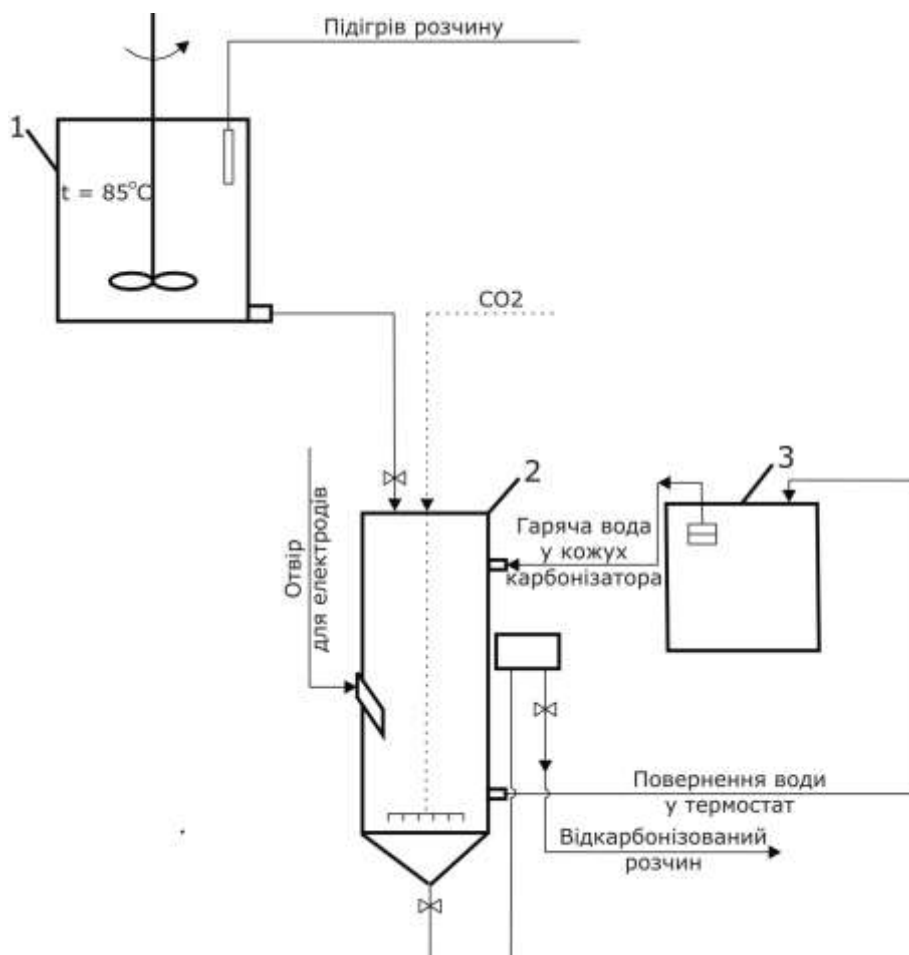 Підігрів розчину
1
t = 85°C
CO2
2
3
Гаряча вода
у кожух
карбонізатора
Отвір
для електродів
Повернення води
у термостат
Відкарбонізований
розчин